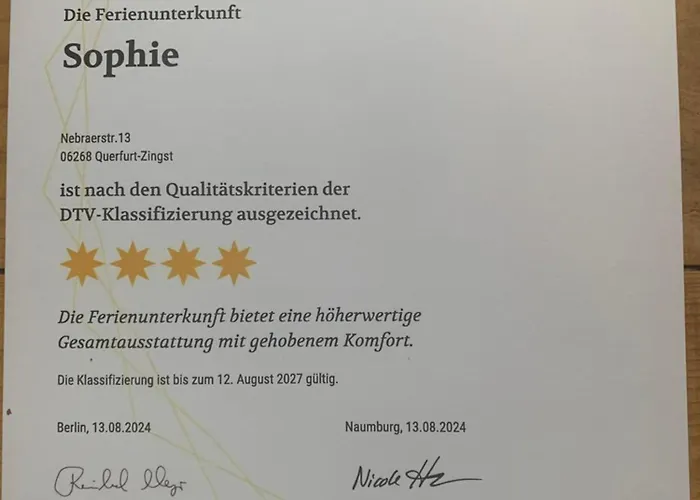 Die Ferienunterkunft
Sophie
Nebraerstr.13
06268 Querfurt-Zingst
ist nach den Qualitätskriterien der
DTV-Klassifizierung ausgezeichnet.
Die Ferienunterkunft bietet eine höherwertige
Gesamtausstattung mit gehobenem Komfort.
Die Klassifizierung ist bis zum 12. August 2027 gültig.
Berlin, 13.08.2024
Naumburg, 13.08.2024
Nicole